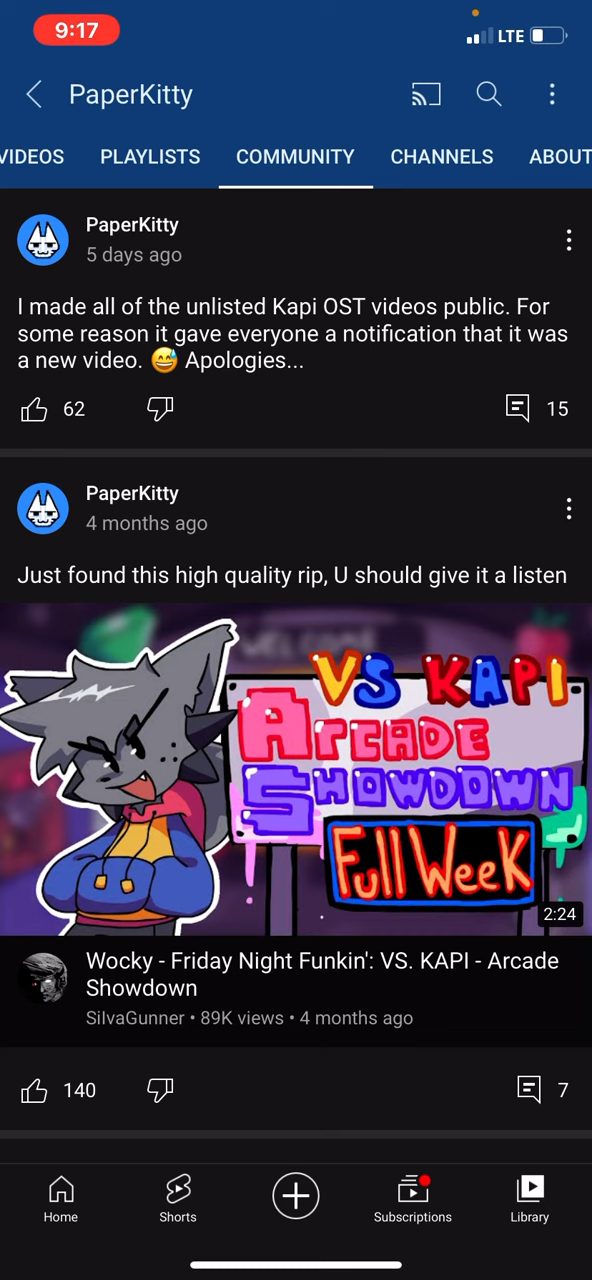 9:17
LTE
PaperKitty
VIDEOS PLAYLISTS COMMUNITY CHANNELS ABOUT
PaperKitty
5 days ago
I made all of the unlisted Kapi OST videos public. For
some reason it gave everyone a notification that it was
a new video. 😅 Apologies...
62 15
PaperKitty
4 months ago
Just found this high quality rip, U should give it a listen
WELCOME
VS KAPI
ARCADE
SHOWDOWN
Full Week
2:24
Wocky - Friday Night Funkin': VS. KAPI - Arcade
Showdown
SilvaGunner • 89K views • 4 months ago
140 7
Home Shorts Subscriptions Library